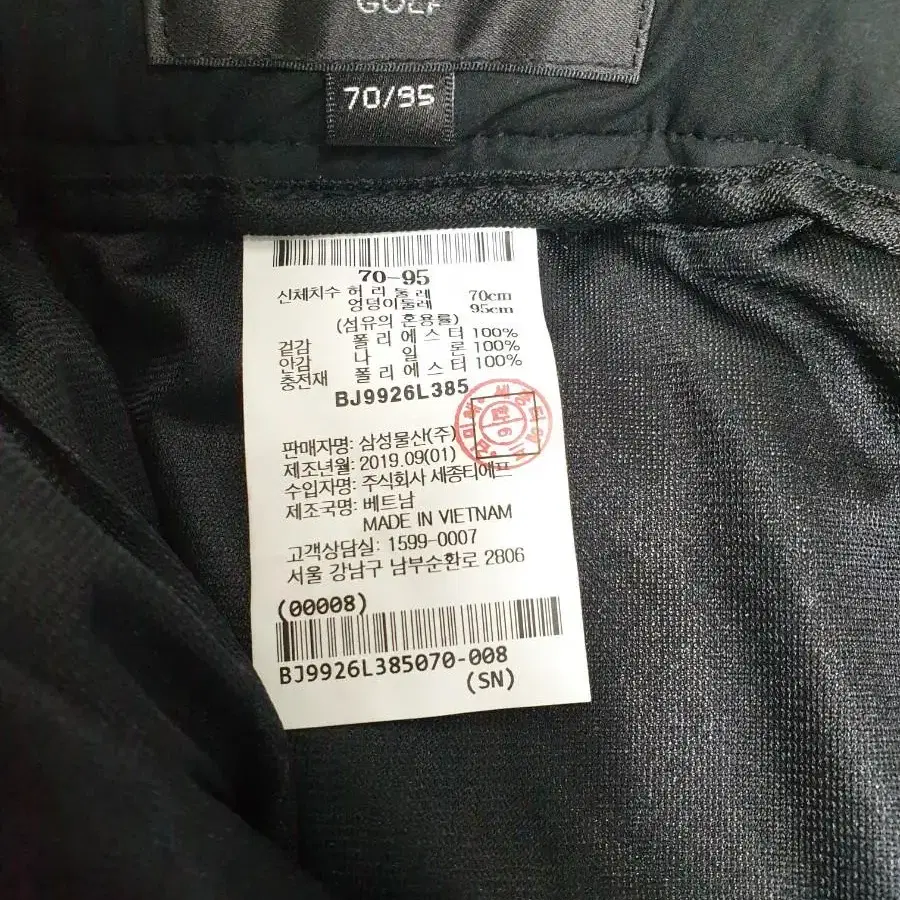 GOLF
70/95
70-95
신체치수 허리둘레 70cm
엉덩이둘레 95cm
(섬유의 혼용률)
겉감 폴리에스터 100%
안감 나일론 100%
충전재 폴리에스터 100%
BJ9926L385
판매자명: 삼성물산(주)
제조년월: 2019.09(01)
수입자명: 주식회사 세종티에프
제조국명: 베트남
MADE IN VIETNAM
고객상담실: 1599-0007
서울 강남구 남부순환로 2806
(00008)
BJ9926L385070-008
(SN)